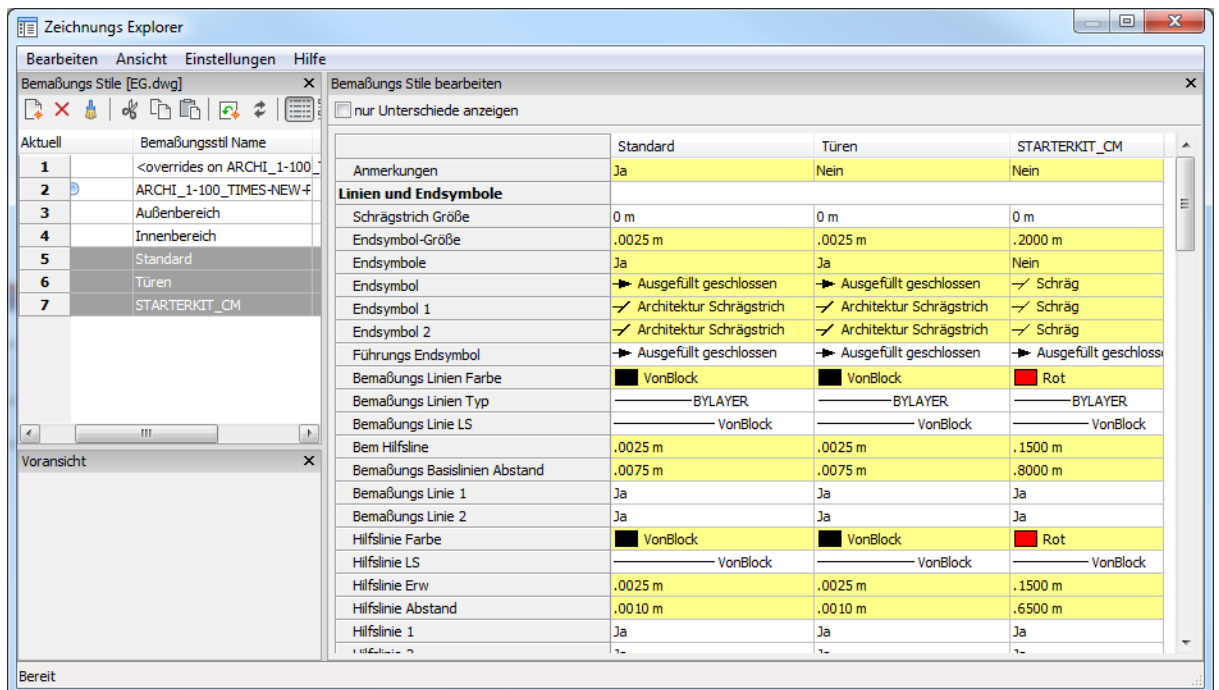 Zeichnungs Explorer
Bearbeiten Ansicht Einstellungen Hilfe
Bemaßungs Stile [EG.dwg]
Bemaßungs Stile bearbeiten
nur Unterschiede anzeigen
Aktuell Bemaßungsstil Name
1 <overrides on ARCHI_1-100_
2 ARCHI_1-100_TIMES-NEW-
3 Außenbereich
4 Innenbereich
5 Standard
6 Türen
7 STARTERKIT_CM
Voransicht
Standard Türen STARTERKIT_CM
Anmerkungen Ja Nein Nein
Linien und Endsymbole
Schrägstrich Größe 0 m 0 m 0 m
Endsymbol-Größe .0025 m .0025 m .2000 m
Endsymbole Ja Ja Nein
Endsymbol Ausgefüllt geschlossen Ausgefüllt geschlossen Schräg
Endsymbol 1 Architektur Schrägstrich Architektur Schrägstrich Schräg
Endsymbol 2 Architektur Schrägstrich Architektur Schrägstrich Schräg
Führungs Endsymbol Ausgefüllt geschlossen Ausgefüllt geschlossen Ausgefüllt geschloss
Bemaßungs Linien Farbe VonBlock VonBlock Rot
Bemaßungs Linien Typ BYLAYER BYLAYER BYLAYER
Bemaßungs Linie LS VonBlock VonBlock VonBlock
Bem Hilfsline .0025 m .0025 m .1500 m
Bemaßungs Basislinien Abstand .0075 m .0075 m .8000 m
Bemaßungs Linie 1 Ja Ja Ja
Bemaßungs Linie 2 Ja Ja Ja
Hilfslinie Farbe VonBlock VonBlock Rot
Hilfslinie LS VonBlock VonBlock VonBlock
Hilfslinie Erw .0025 m .0025 m .1500 m
Hilfslinie Abstand .0010 m .0010 m .6500 m
Hilfslinie 1 Ja Ja Ja
Bereit